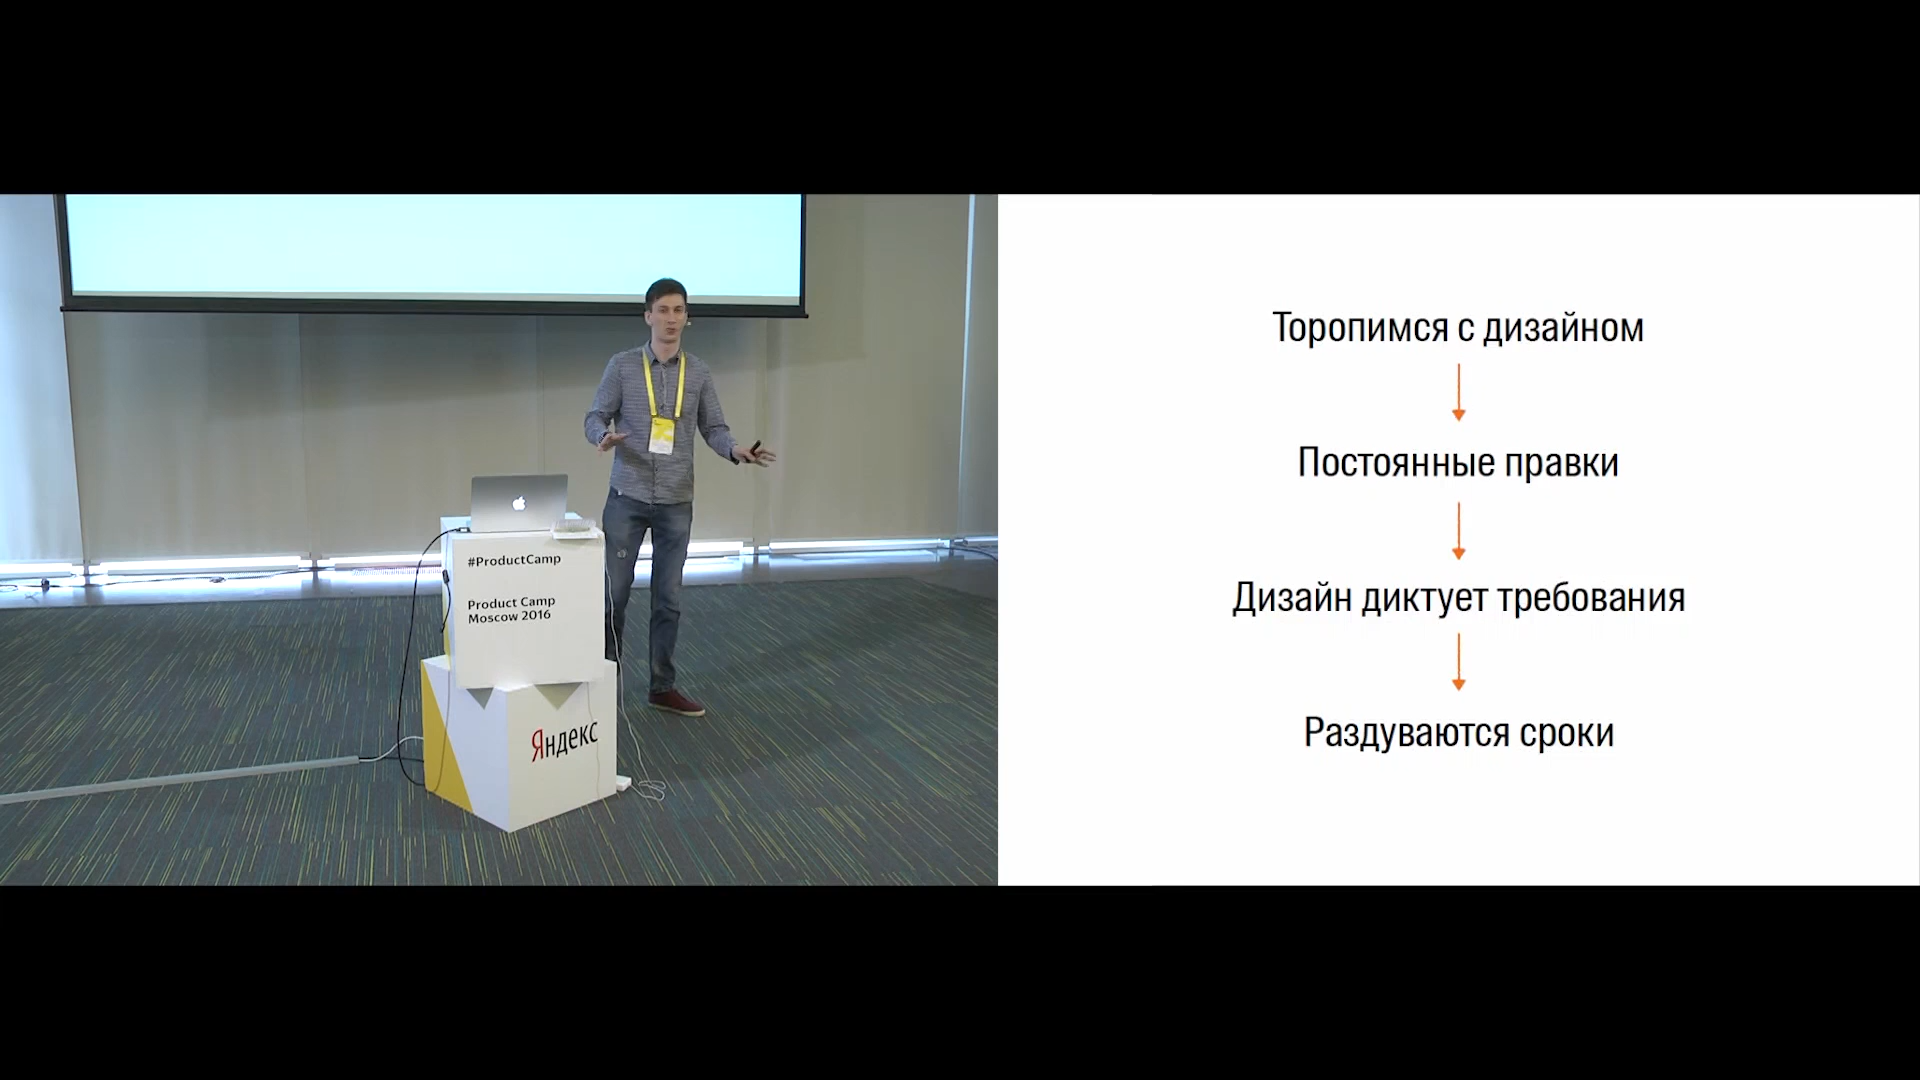 #ProductCamp
Product Camp
Moscow 2016
Яндекс
Торопимся с дизайном
Постоянные правки
Дизайн диктует требования
Раздуваются сроки